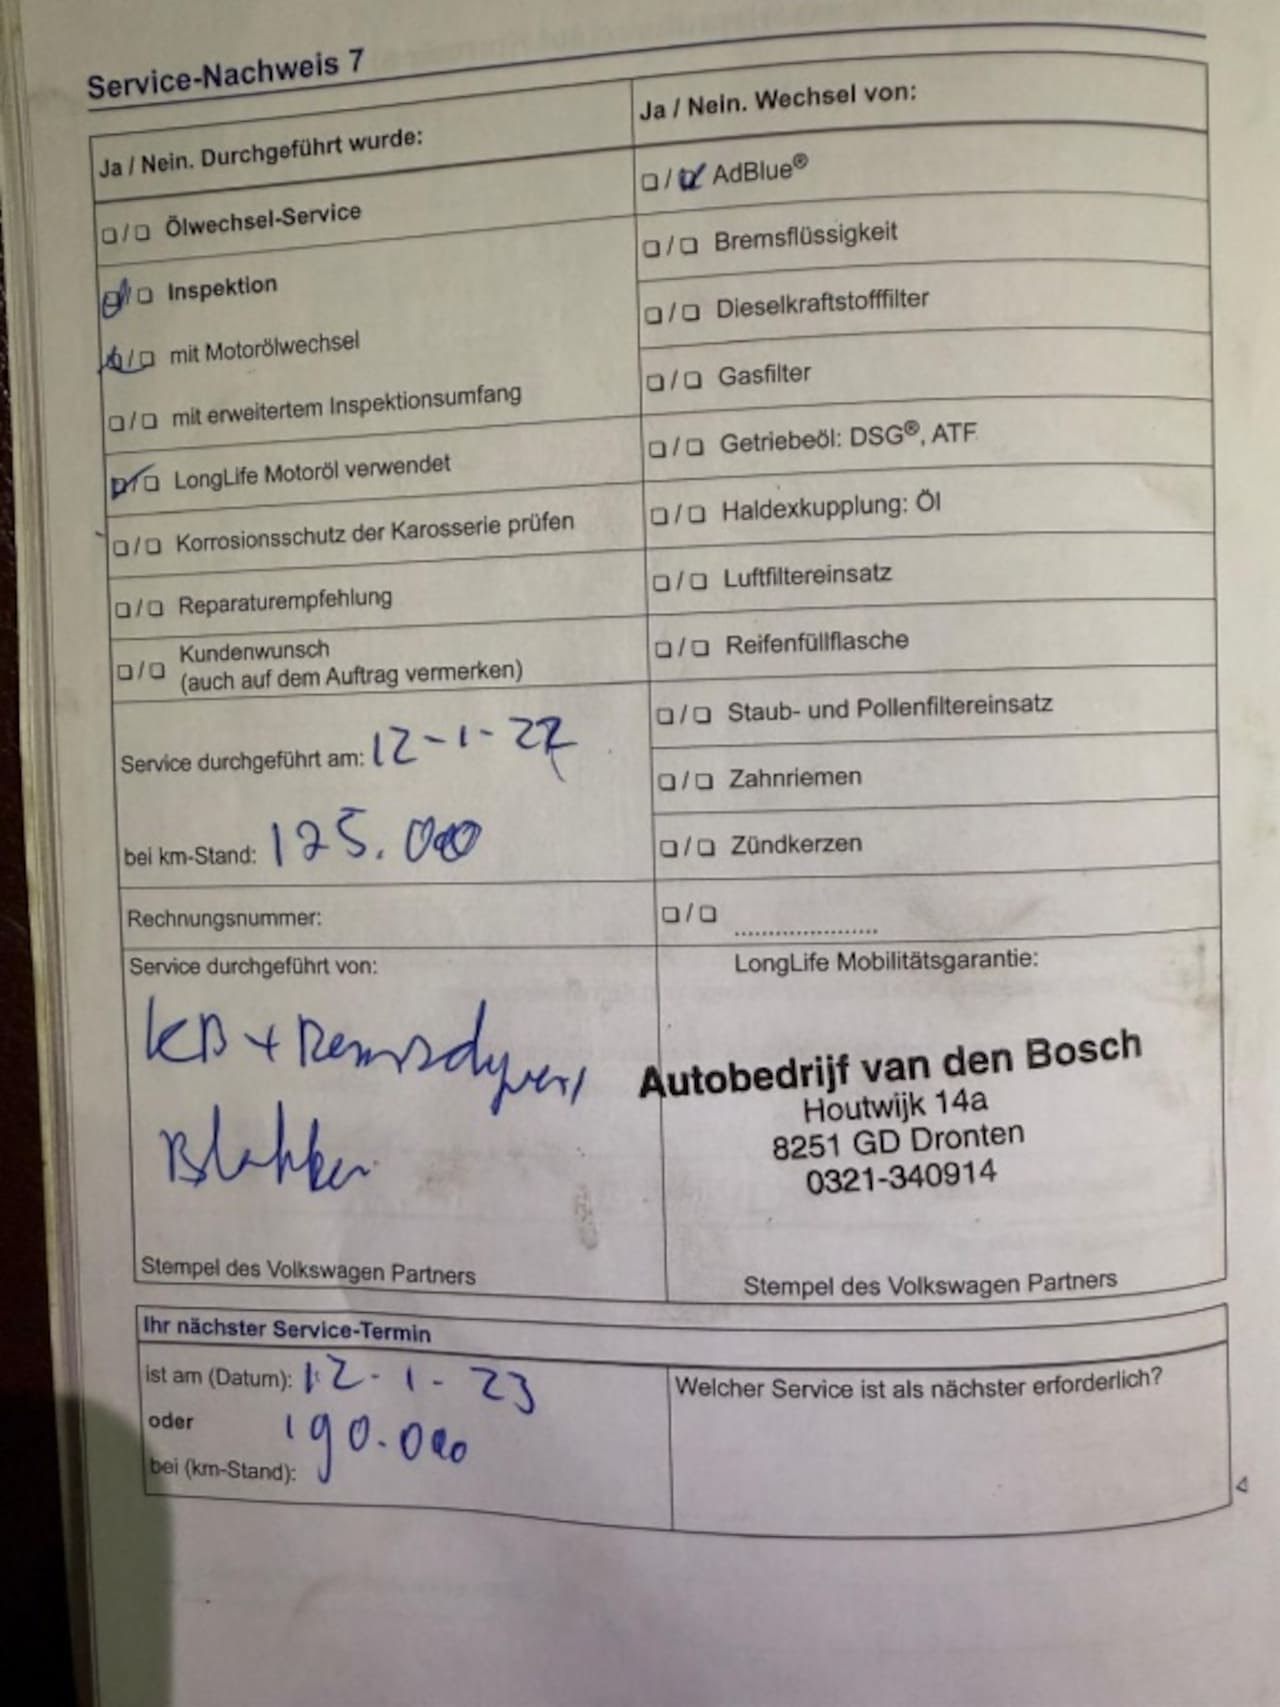 Service-Nachweis 7
Ja / Nein. Durchgeführt wurde:
❏/❏ Ölwechsel-Service
❏/❏ Inspektion
❏/❏ mit Motorölwechsel
❏/❏ mit erweitertem Inspektionsumfang
❏/❏ LongLife Motoröl verwendet
❏/❏ Korrosionsschutz der Karosserie prüfen
❏/❏ Reparaturempfehlung
❏/❏ Kundenwunsch
(auch auf dem Auftrag vermerken)
Service durchgeführt am: 12-1-22
bei km-Stand: 125.000
Rechnungsnummer:
Service durchgeführt von:
KB +
Stempel des Volkswagen Partners
Ja / Nein. Wechsel von:
❏/❏ AdBlue®
❏/❏ Bremsflüssigkeit
❏/❏ Dieselkraftstofffilter
❏/❏ Gasfilter
❏/❏ Getriebeöl: DSG®, ATF
❏/❏ Haldexkupplung: Öl
❏/❏ Luftfiltereinsatz
❏/❏ Reifenfüllflasche
❏/❏ Staub- und Pollenfiltereinsatz
❏/❏ Zahnriemen
❏/❏ Zündkerzen
❏/❏ ....................
LongLife Mobilitätsgarantie:
Autobedrijf van den Bosch
Houtwijk 14a
8251 GD Dronten
0321-340914
Stempel des Volkswagen Partners
Ihr nächster Service-Termin
ist am (Datum): 12-1-23
oder
bei (km-Stand): 190.000
Welcher Service ist als nächster erforderlich?